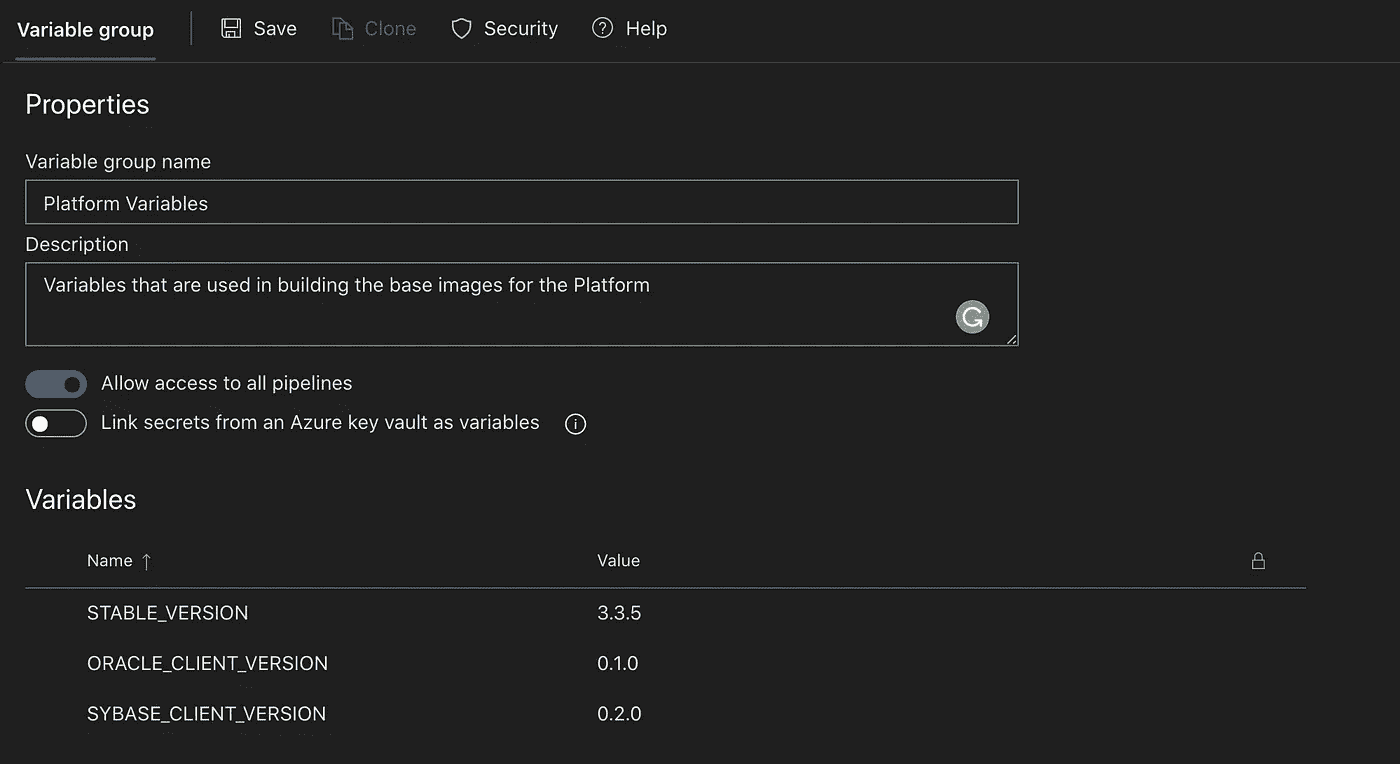 Variable group Save Clone Security Help
Properties
Variable group name
Platform Variables
Description
Variables that are used in building the base images for the Platform
G
Allow access to all pipelines
Link secrets from an Azure key vault as variables
Variables
Name ↑ Value
STABLE_VERSION 3.3.5
ORACLE_CLIENT_VERSION 0.1.0
SYBASE_CLIENT_VERSION 0.2.0